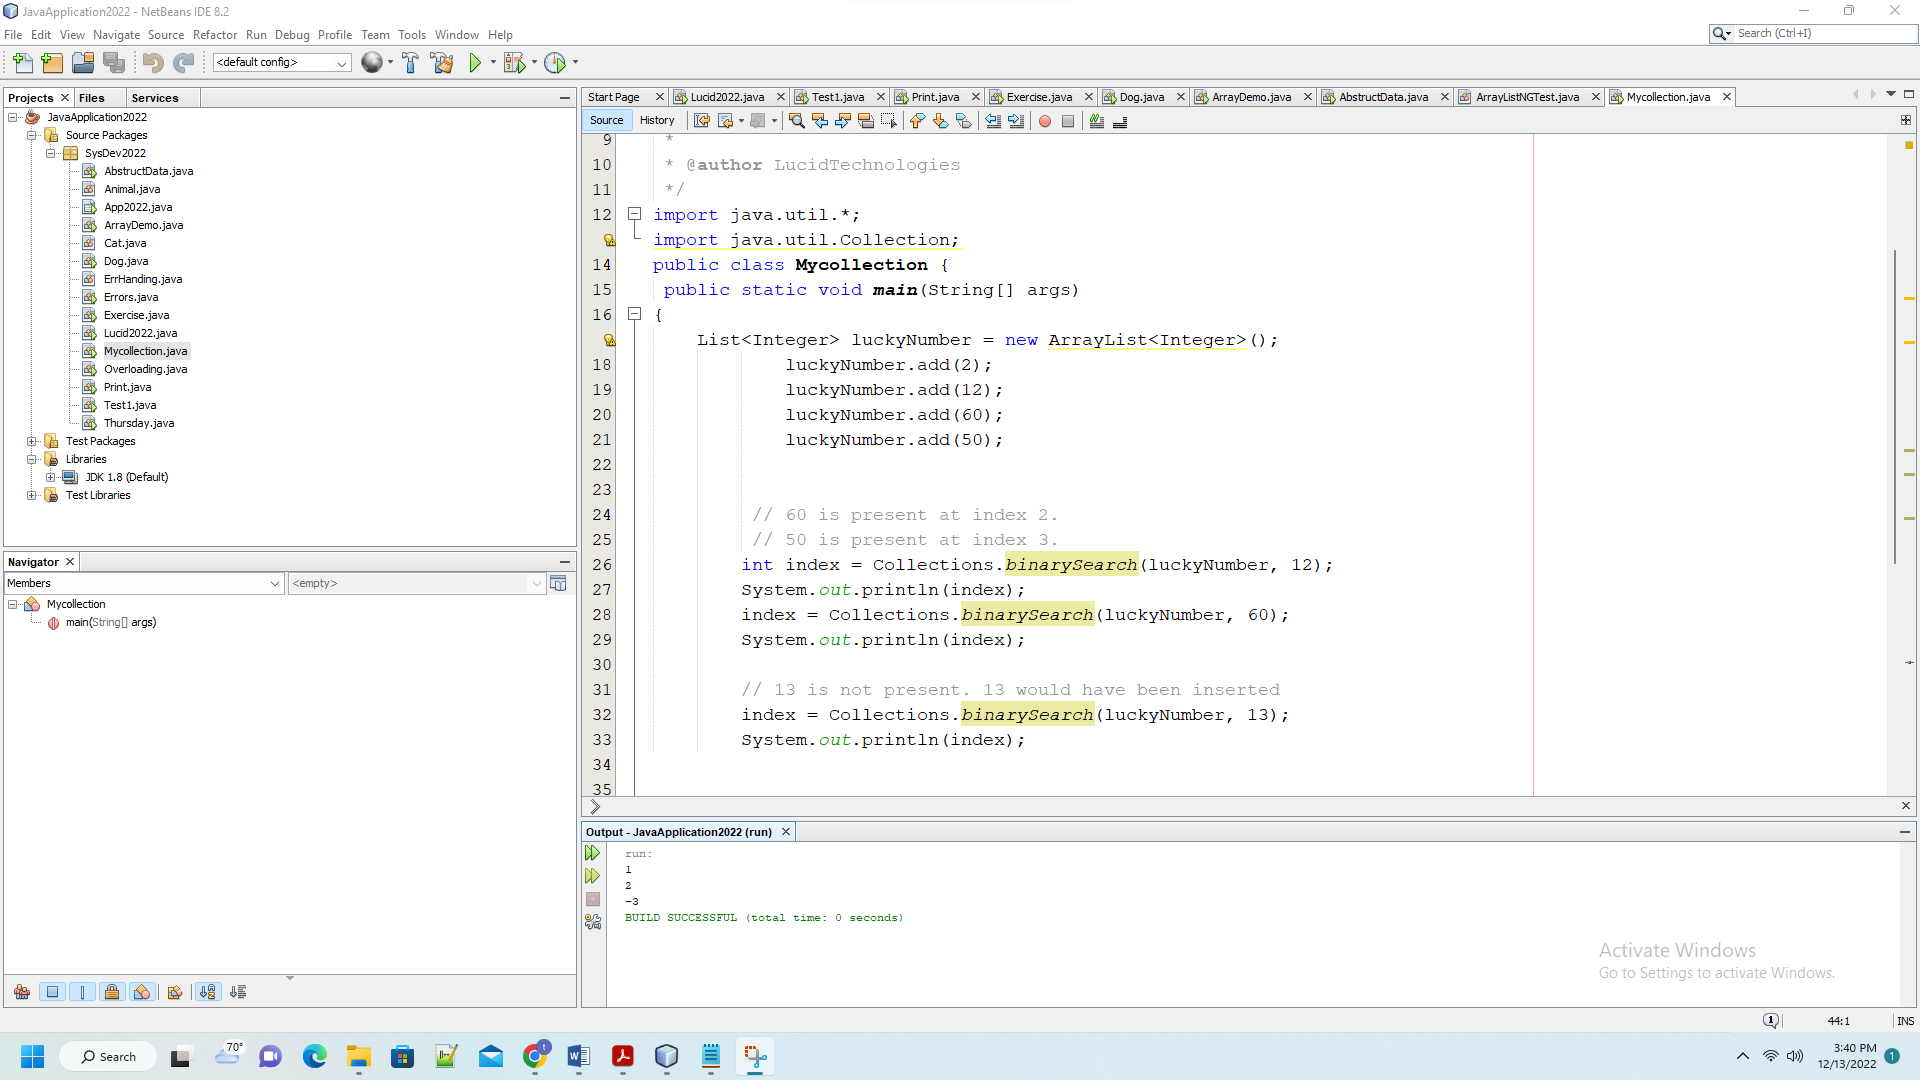 JavaApplication2022 - NetBeans IDE 8.2
File Edit View Navigate Source Refactor Run Debug Profile Team Tools Window Help
Search (Ctrl+I)
<default config>
Projects Files Services
JavaApplication2022
Source Packages
SysDev2022
AbstructData.java
Animal.java
App2022.java
ArrayDemo.java
Cat.java
Dog.java
ErrHanding.java
Errors.java
Exercise.java
Lucid2022.java
Mycollection.java
Overloading.java
Print.java
Test1.java
Thursday.java
Test Packages
Libraries
JDK 1.8 (Default)
Test Libraries
Navigator
Members <empty>
Mycollection
main(String[] args)
Start Page Lucid2022.java Test1.java Print.java Exercise.java Dog.java ArrayDemo.java AbstructData.java ArrayListNGTest.java Mycollection.java
Source History
9 *
10 * @author LucidTechnologies
11 */
12 import java.util.*;
import java.util.Collection;
14 public class Mycollection {
15 public static void main(String[] args)
16 {
List<Integer> luckyNumber = new ArrayList<Integer>();
18 luckyNumber.add(2);
19 luckyNumber.add(12);
20 luckyNumber.add(60);
21 luckyNumber.add(50);
22
23
24 // 60 is present at index 2.
25 // 50 is present at index 3.
26 int index = Collections.binarySearch(luckyNumber, 12);
27 System.out.println(index);
28 index = Collections.binarySearch(luckyNumber, 60);
29 System.out.println(index);
30
31 // 13 is not present. 13 would have been inserted
32 index = Collections.binarySearch(luckyNumber, 13);
33 System.out.println(index);
34
35
Output - JavaApplication2022 (run)
run:
1
2
-3
BUILD SUCCESSFUL (total time: 0 seconds)
Activate Windows
Go to Settings to activate Windows.
1 44:1 INS
Search
70°
3:40 PM
12/13/2022
1